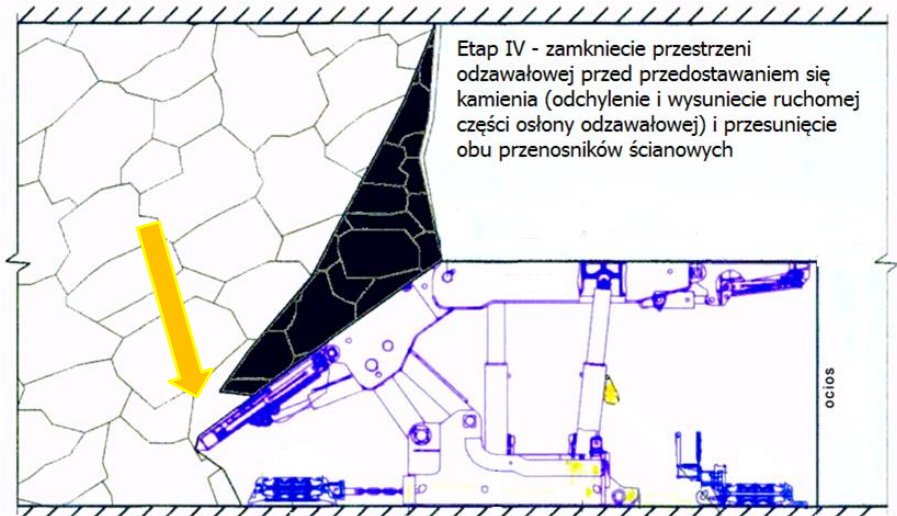 Etap IV - zamkniecie przestrzeni
odzawałowej przed przedostawaniem się
kamienia (odchylenie i wysuniecie ruchomej
części osłony odzawałowej) i przesunięcie
obu przenosników ścianowych
ocios